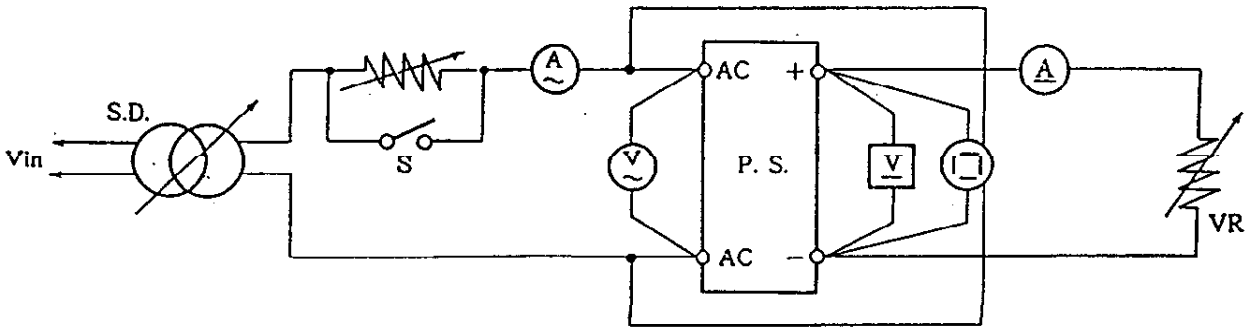 S.D.
Vin
S
A
~
V
~
AC
AC
P. S.
+
−
V
A
VR